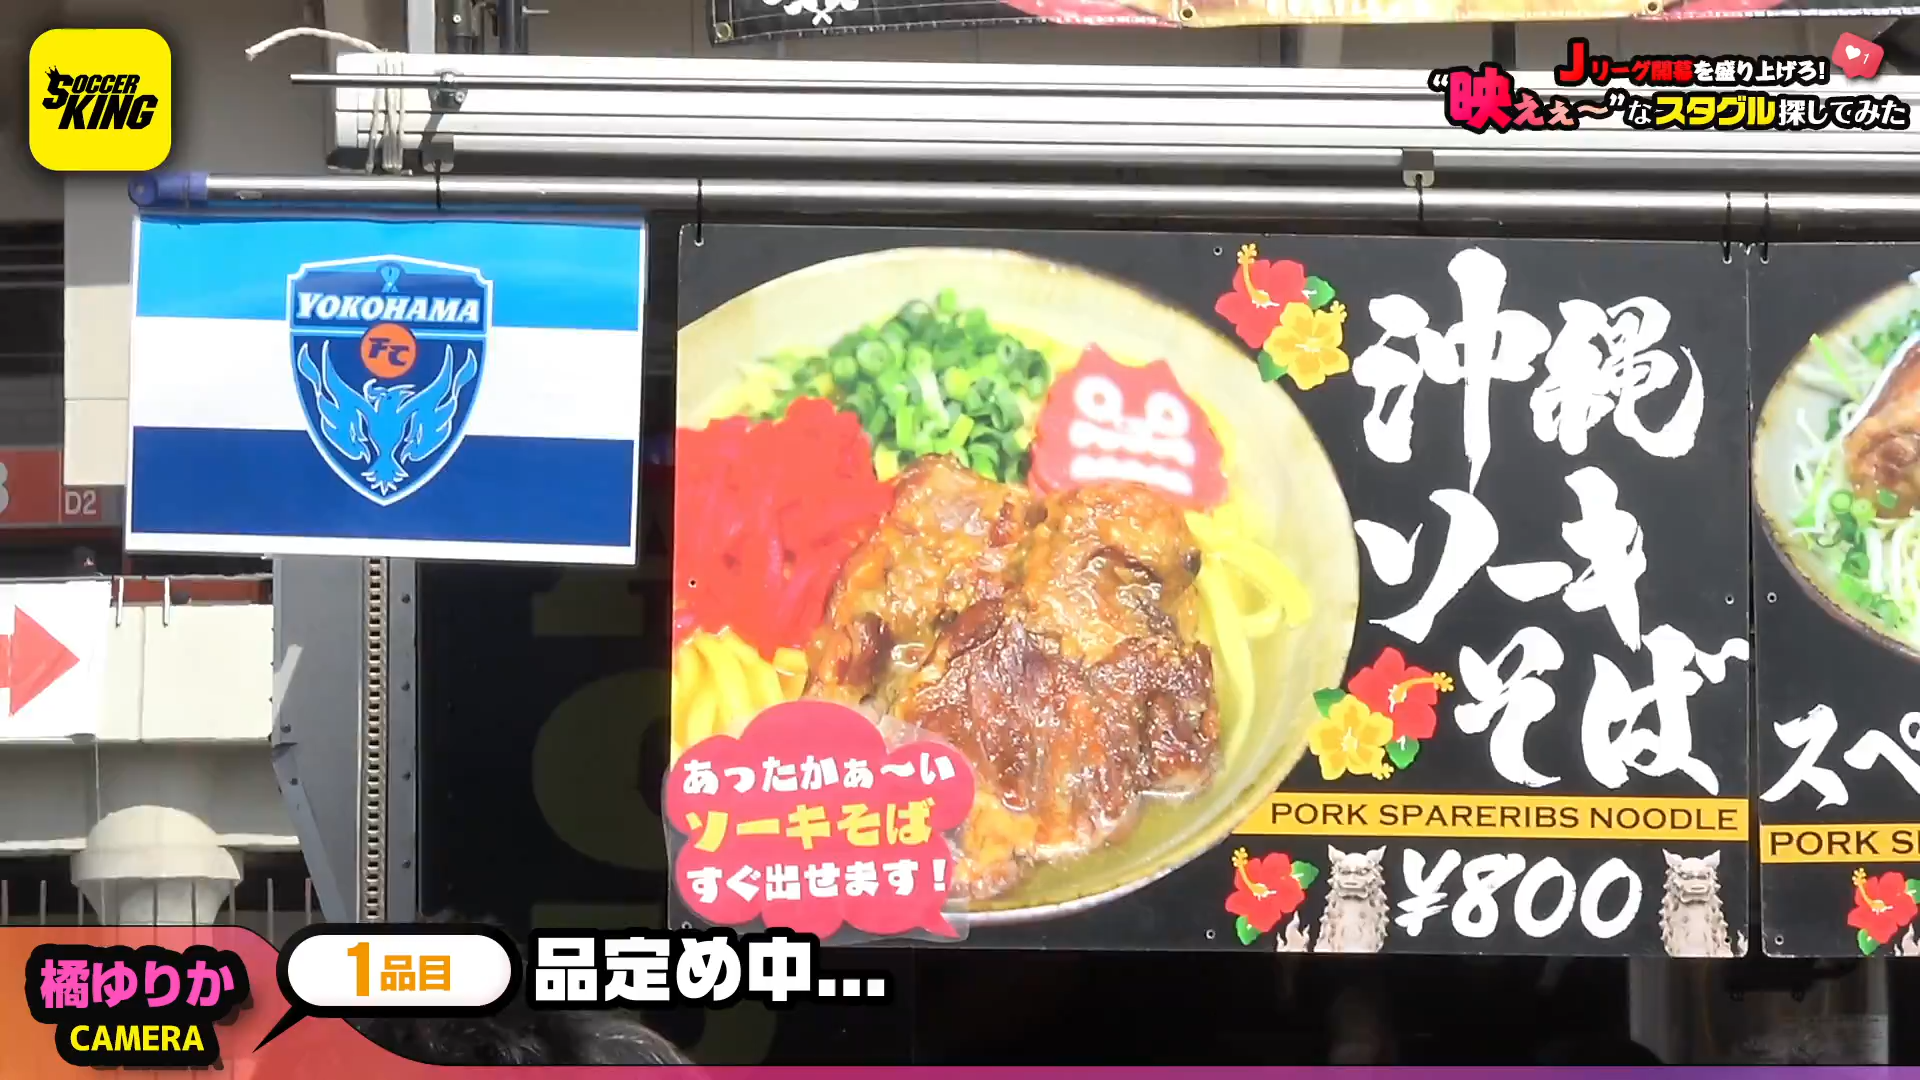 SOCCER
KING
Jリーグ開幕を盛り上げろ!
1
“映えぇ～”なスタグル探してみた
YOKOHAMA
FC
D2
沖縄
ソーキ
そば
PORK SPARERIBS NOODLE
¥800
あったかぁ～い
ソーキそば
すぐ出せます!
スペ
PORK S
橘ゆりか
CAMERA
1品目
品定め中...